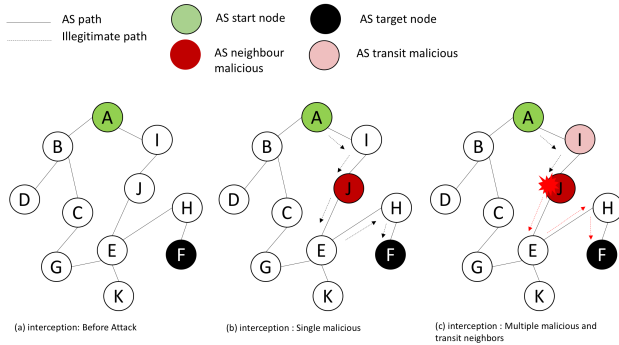 AS path
Illegitimate path
AS start node
AS target node
AS neighbour
malicious
AS transit malicious
A
B
I
D
J
C
H
E
G
F
K
(a) interception: Before Attack
A
B
I
D
J
C
H
E
G
F
K
(b) interception : Single malicious
A
B
I
D
J
C
H
E
G
F
K
(c) interception : Multiple malicious and
transit neighbors